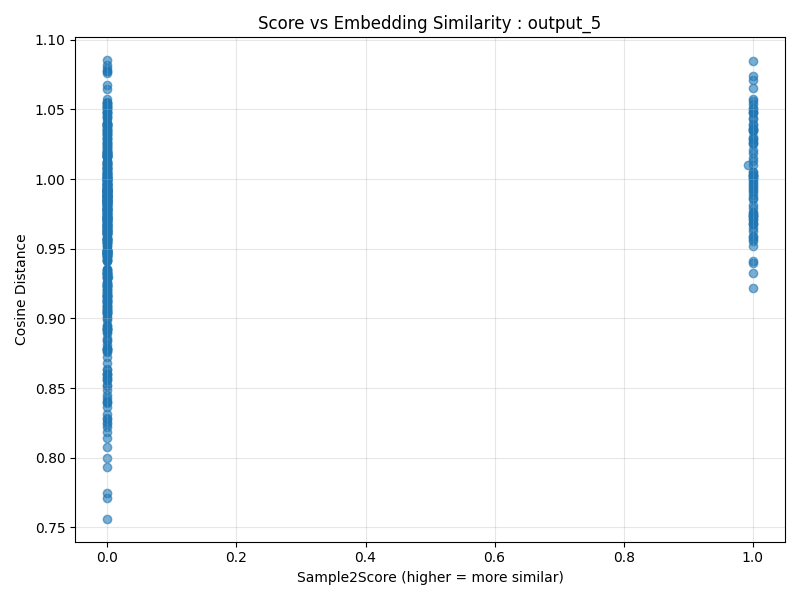 Score vs Embedding Similarity : output_5
1.10
1.05
1.00
0.95
0.90
0.85
0.80
0.75
Cosine Distance
0.0 0.2 0.4 0.6 0.8 1.0
Sample2Score (higher = more similar)